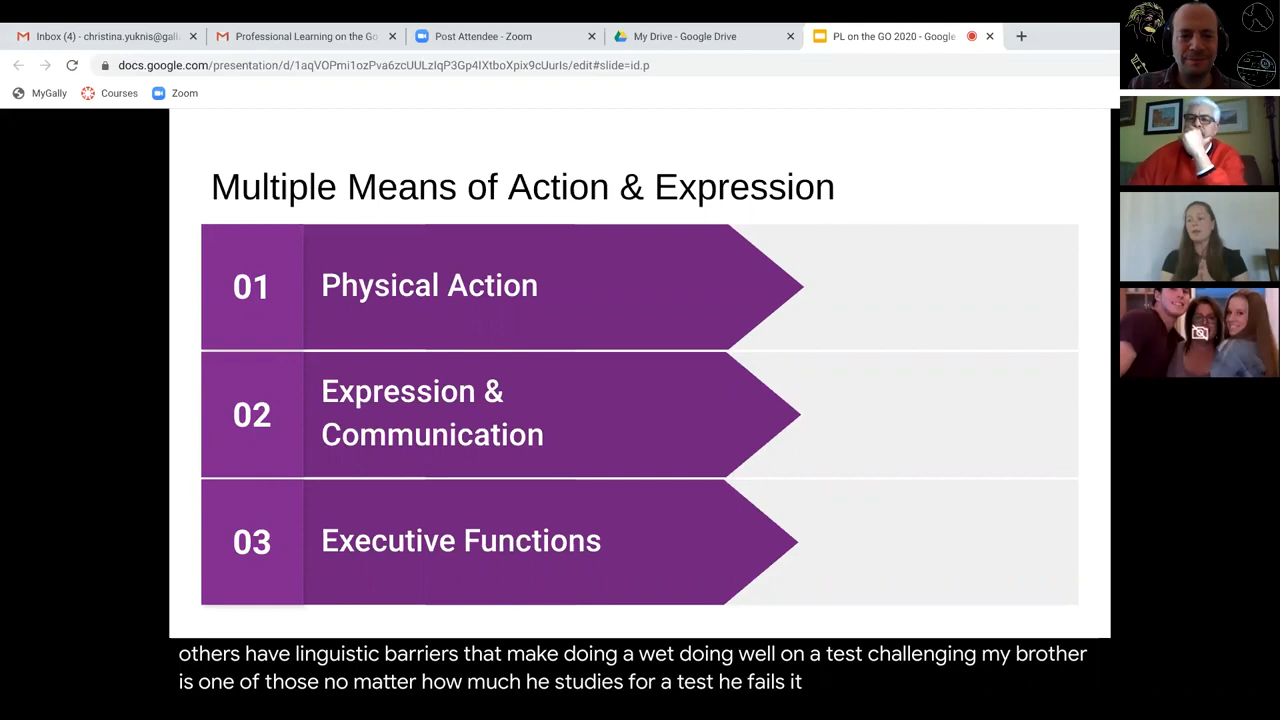 Inbox (4) - christina.yuknis@gall
Professional Learning on the Go
Post Attendee - Zoom
My Drive - Google Drive
PL on the GO 2020 - Google
docs.google.com/presentation/d/1aqVOPmi1ozPva6zcUULzIqP3Gp4IXtboXpix9cUurIs/edit#slide=id.p
MyGally
Courses
Zoom
Multiple Means of Action & Expression
01
Physical Action
02
Expression &
Communication
03
Executive Functions
others have linguistic barriers that make doing a wet doing well on a test challenging my brother
is one of those no matter how much he studies for a test he fails it